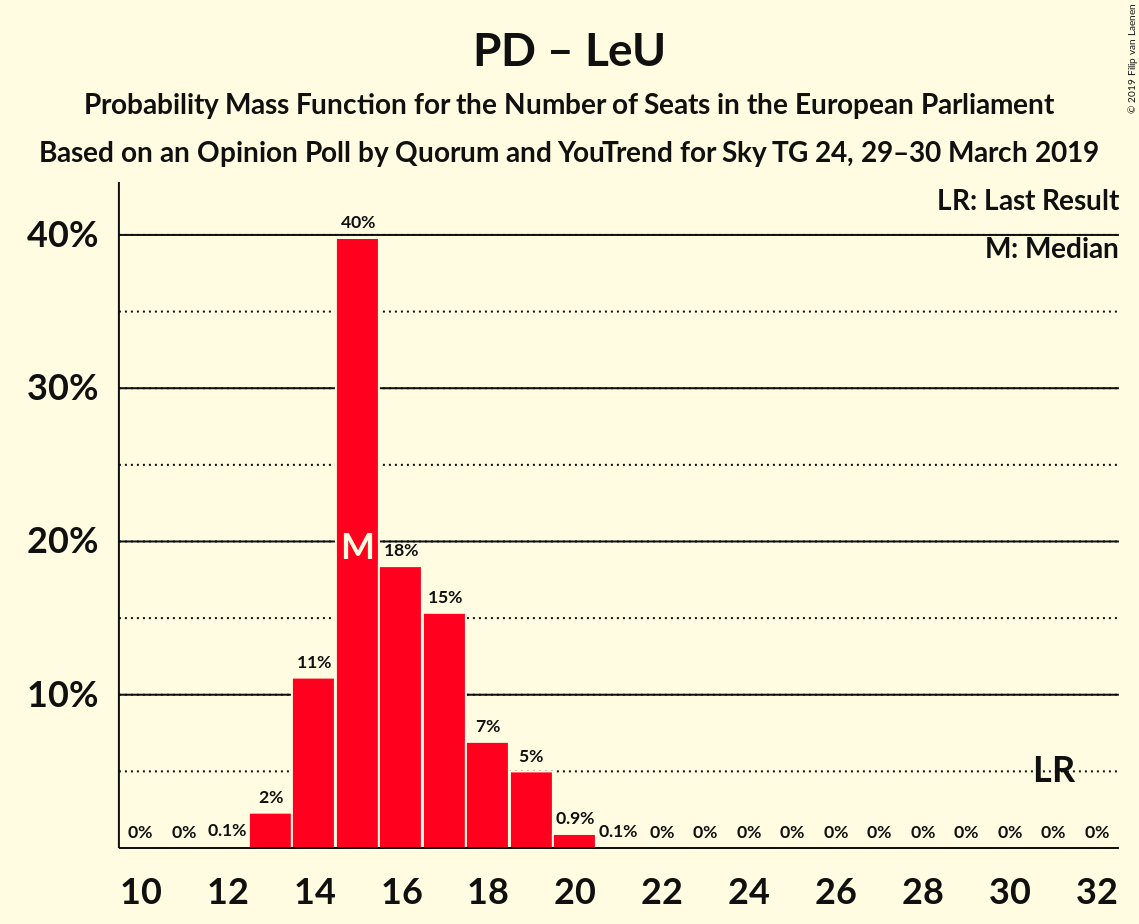 © 2019 Filip van Laenen
PD – LeU
Probability Mass Function for the Number of Seats in the European Parliament
Based on an Opinion Poll by Quorum and YouTrend for Sky TG 24, 29–30 March 2019
LR: Last Result
M: Median
40%
30%
20%
10%
0% 0% 0.1% 2% 11% 40% 18% 15% 7% 5% 0.9% 0.1% 0% 0% 0% 0% 0% 0% 0% 0% 0% 0% 0%
M
LR
10 12 14 16 18 20 22 24 26 28 30 32